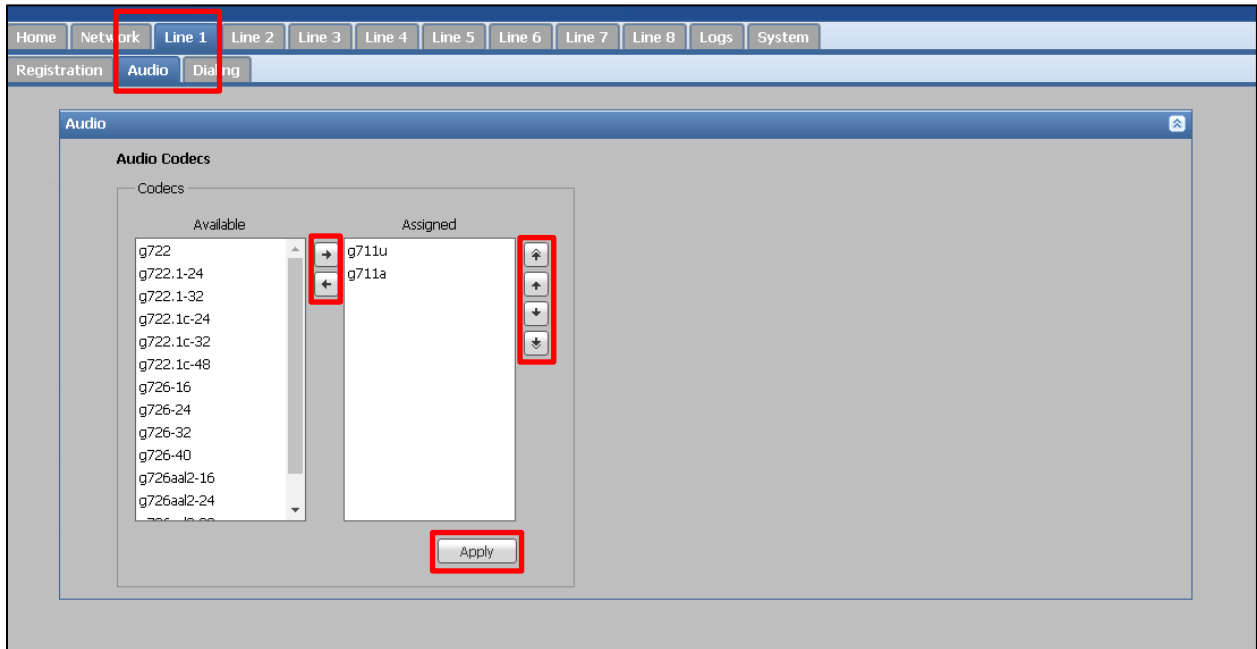 Home Network Line 1 Line 2 Line 3 Line 4 Line 5 Line 6 Line 7 Line 8 Logs System
Registration Audio Dialing
Audio
Audio Codecs
Codecs
Available
g722
g722.1-24
g722.1-32
g722.1c-24
g722.1c-32
g722.1c-48
g726-16
g726-24
g726-32
g726-40
g726aal2-16
g726aal2-24
Assigned
g711u
g711a
Apply